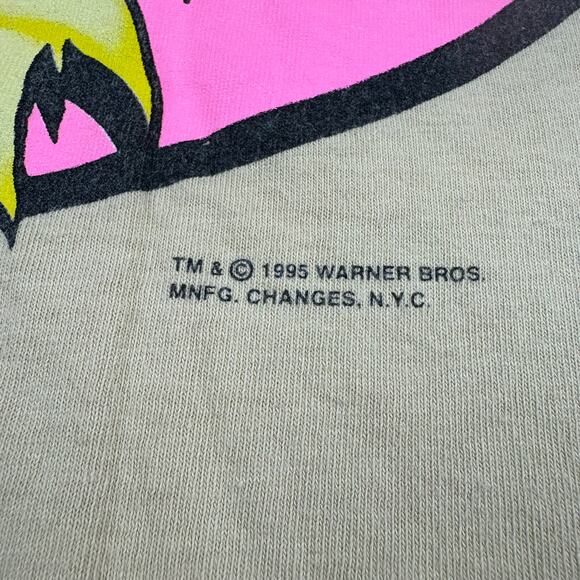 TM & © 1995 WARNER BROS.
MNFG. CHANGES, N.Y.C.